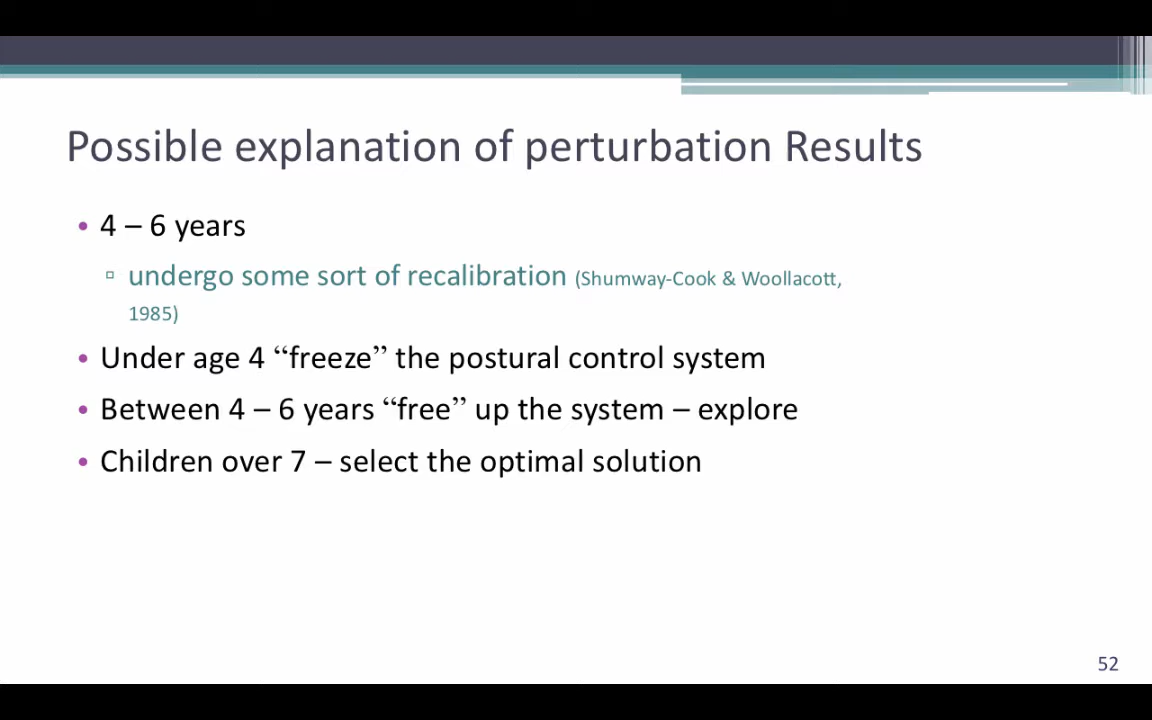 Possible explanation of perturbation Results
• 4 – 6 years
▫ undergo some sort of recalibration (Shumway-Cook & Woollacott,
1985)
• Under age 4 “freeze” the postural control system
• Between 4 – 6 years “free” up the system – explore
• Children over 7 – select the optimal solution
52